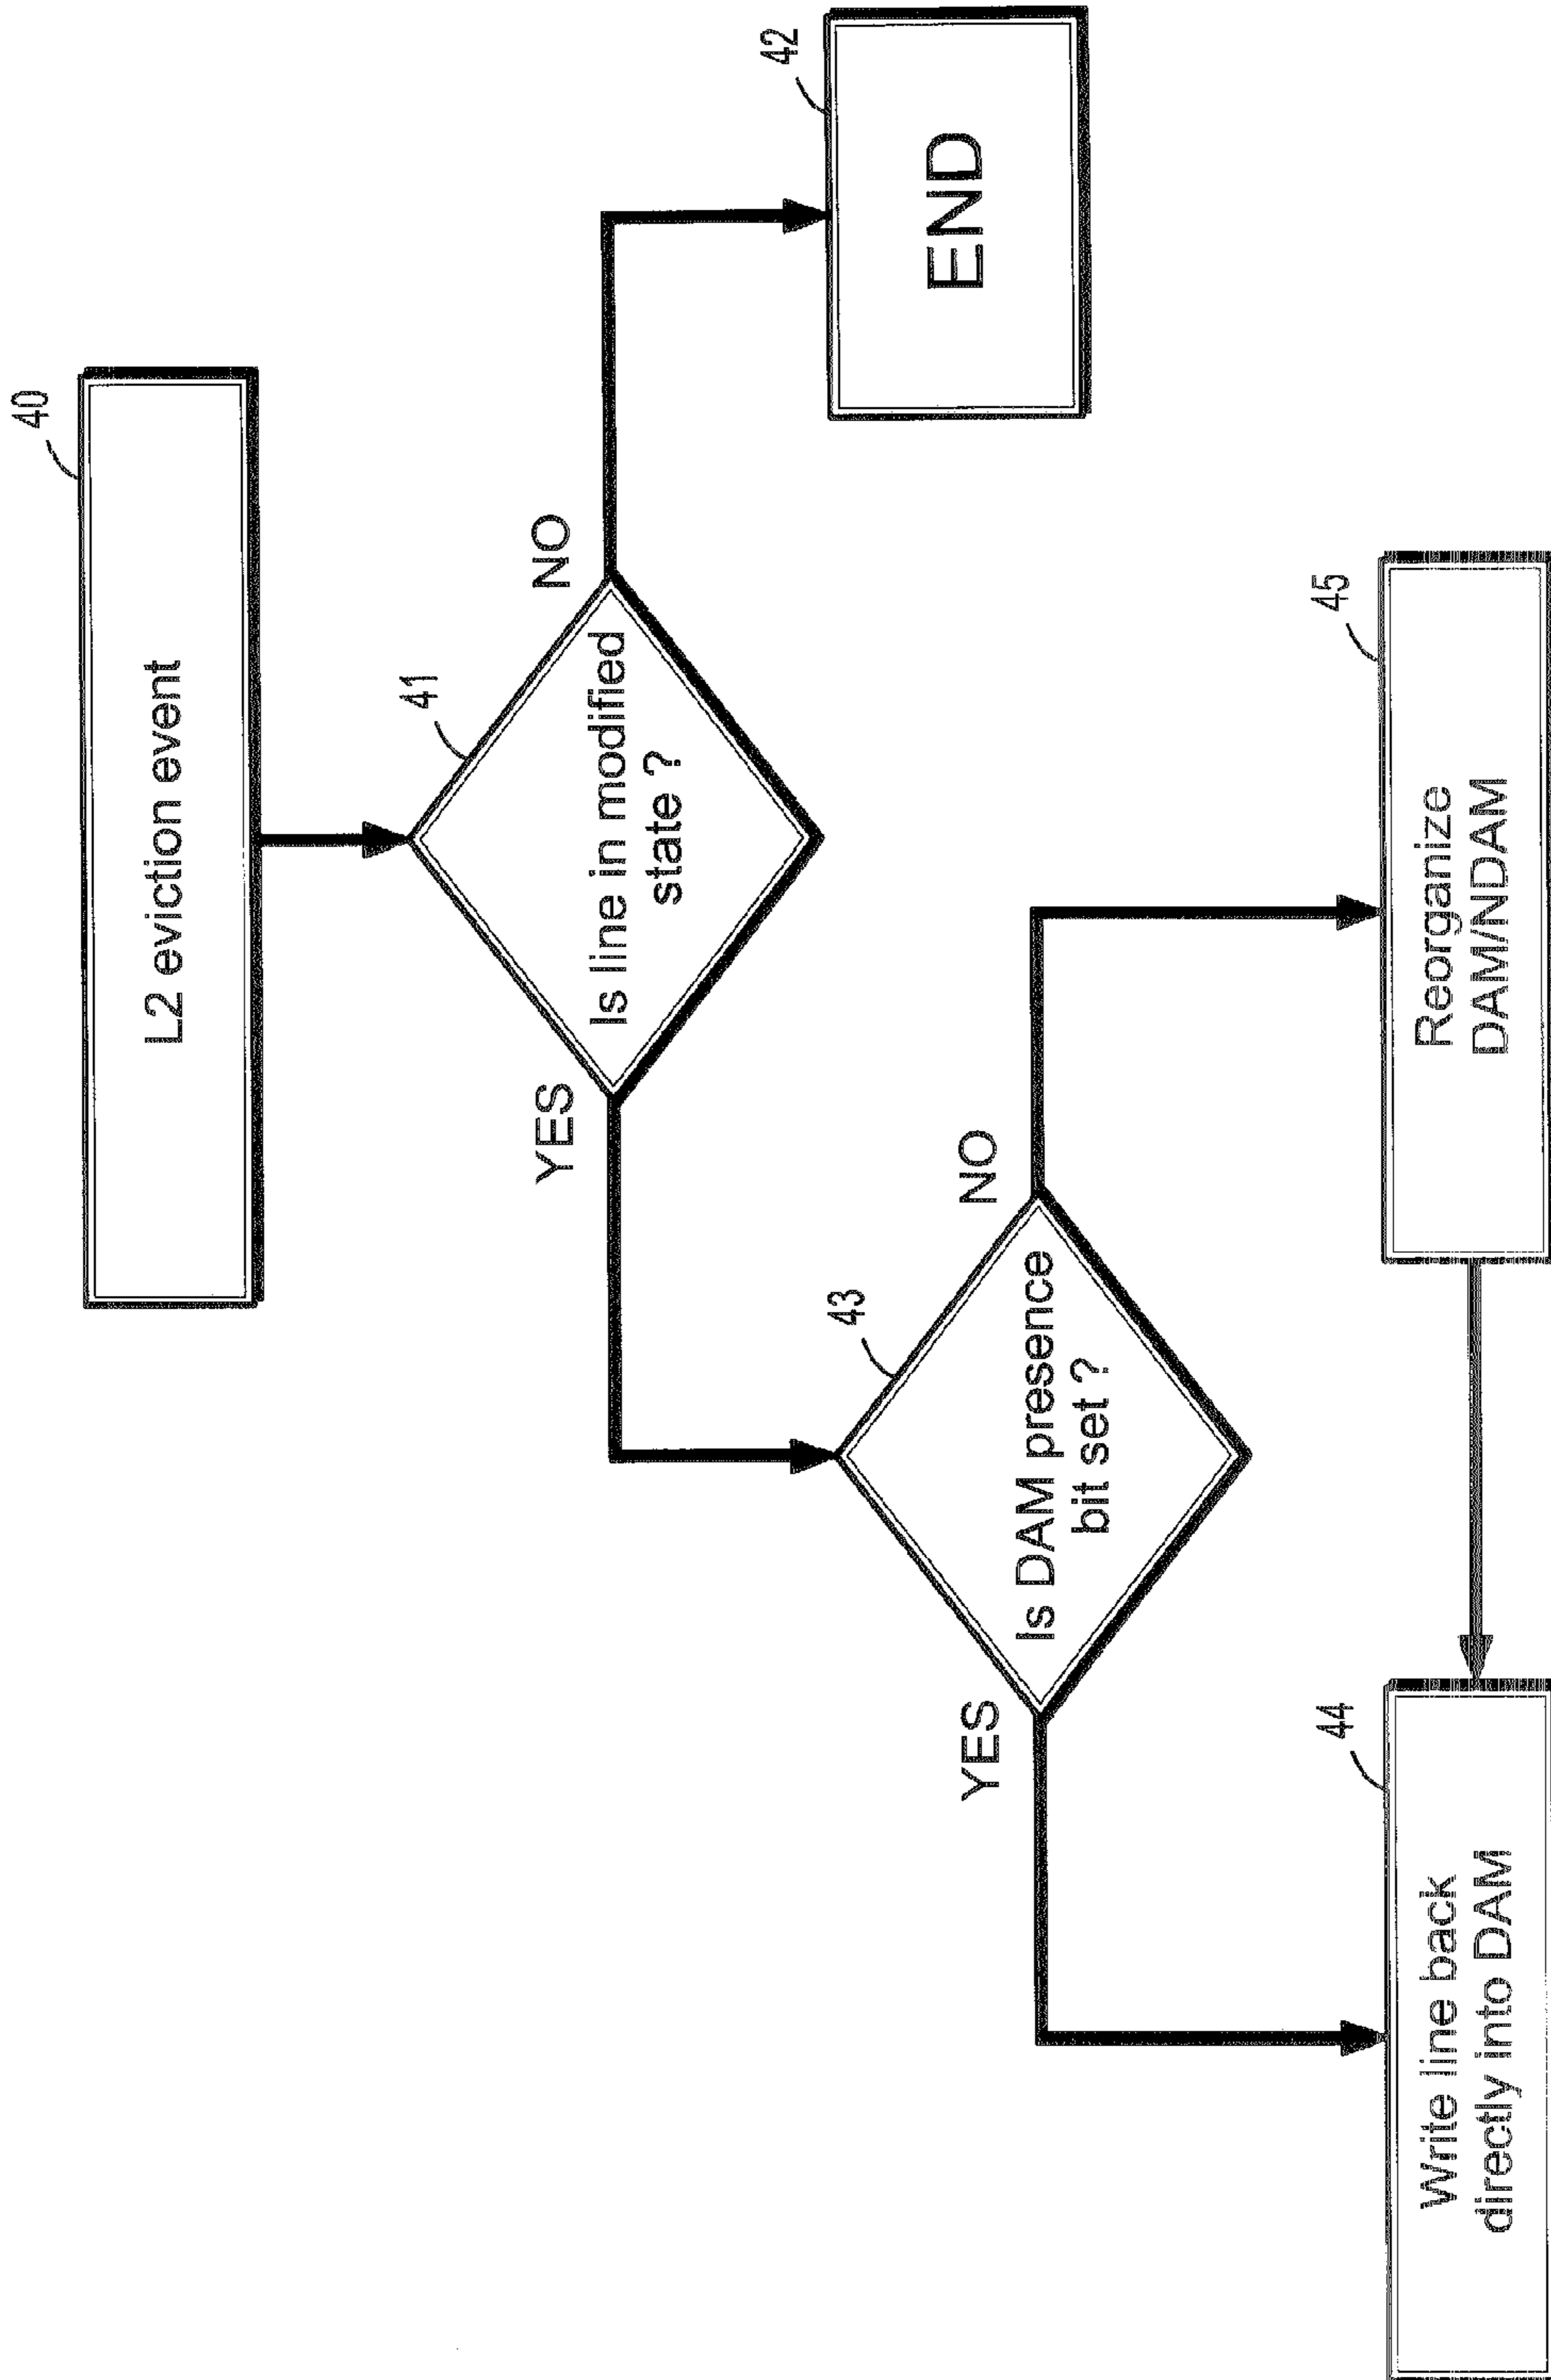 40
L2 eviction event
41
Is line in modified
state ?
YES
NO
42
END
43
Is DAM presence
bit set ?
YES
NO
44
Write line back
directly into DAM
45
Reorganize
DAM/NDAM